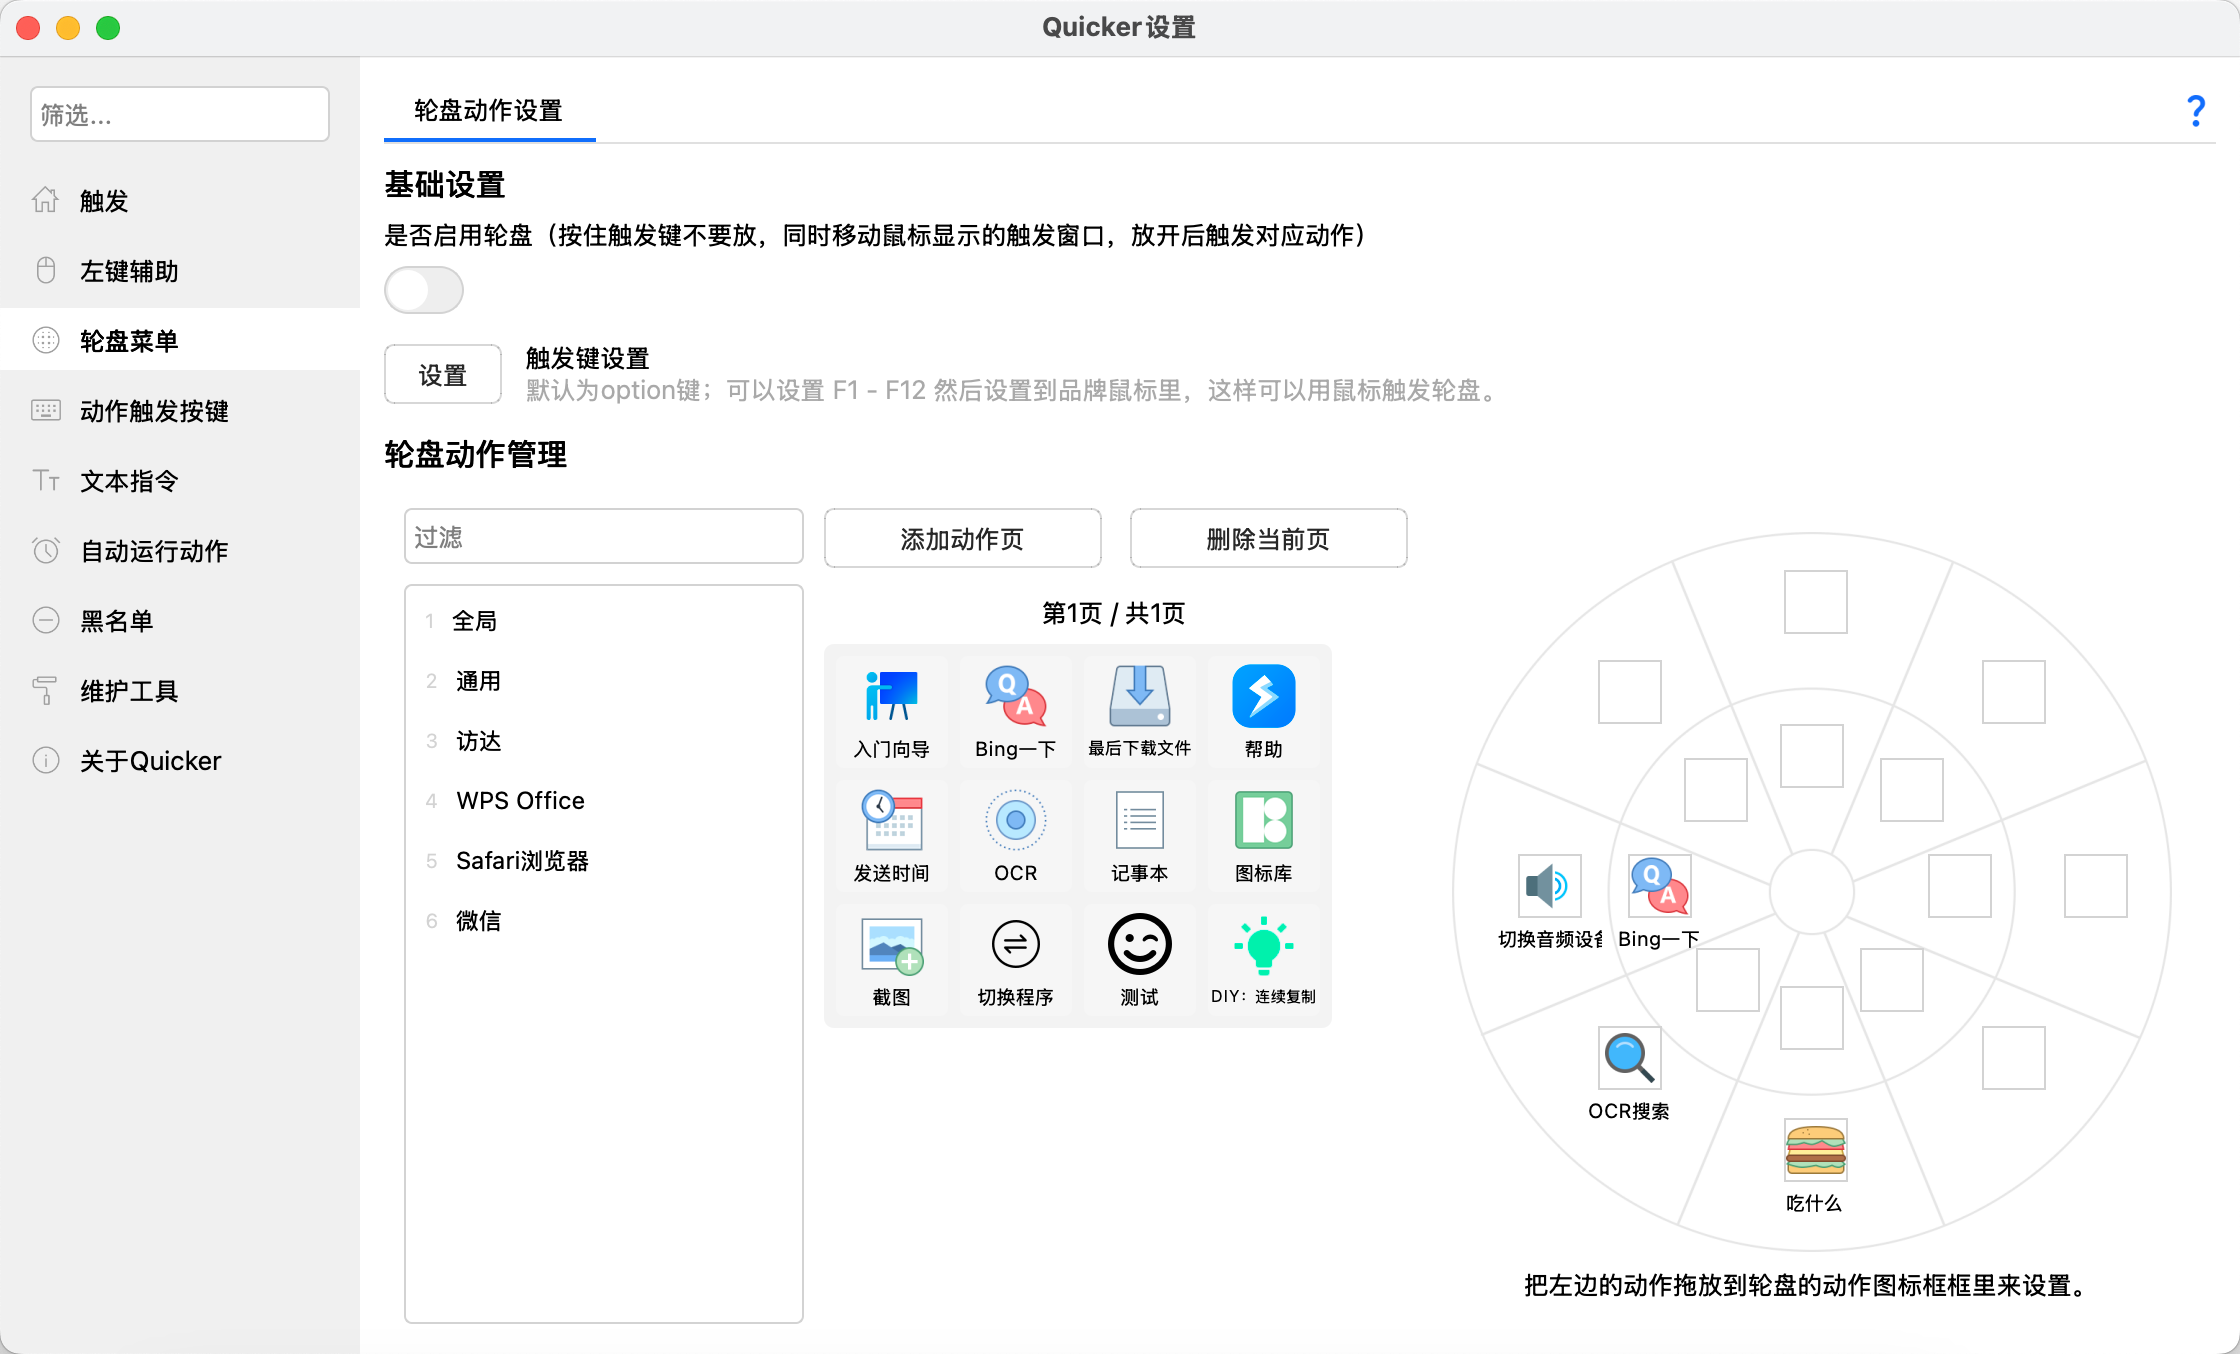 Quicker设置
筛选...
触发
左键辅助
轮盘菜单
动作触发按键
文本指令
自动运行动作
黑名单
维护工具
关于Quicker
轮盘动作设置
?
基础设置
是否启用轮盘（按住触发键不要放，同时移动鼠标显示的触发窗口，放开后触发对应动作）
设置
触发键设置
默认为option键；可以设置 F1 - F12 然后设置到品牌鼠标里，这样可以用鼠标触发轮盘。
轮盘动作管理
过滤
添加动作页
删除当前页
1 全局
2 通用
3 访达
4 WPS Office
5 Safari浏览器
6 微信
第1页 / 共1页
入门向导
Bing一下
最后下载文件
帮助
发送时间
OCR
记事本
图标库
截图
切换程序
测试
DIY：连续复制
切换音频设备
Bing一下
OCR搜索
吃什么
把左边的动作拖放到轮盘的动作图标框框里来设置。